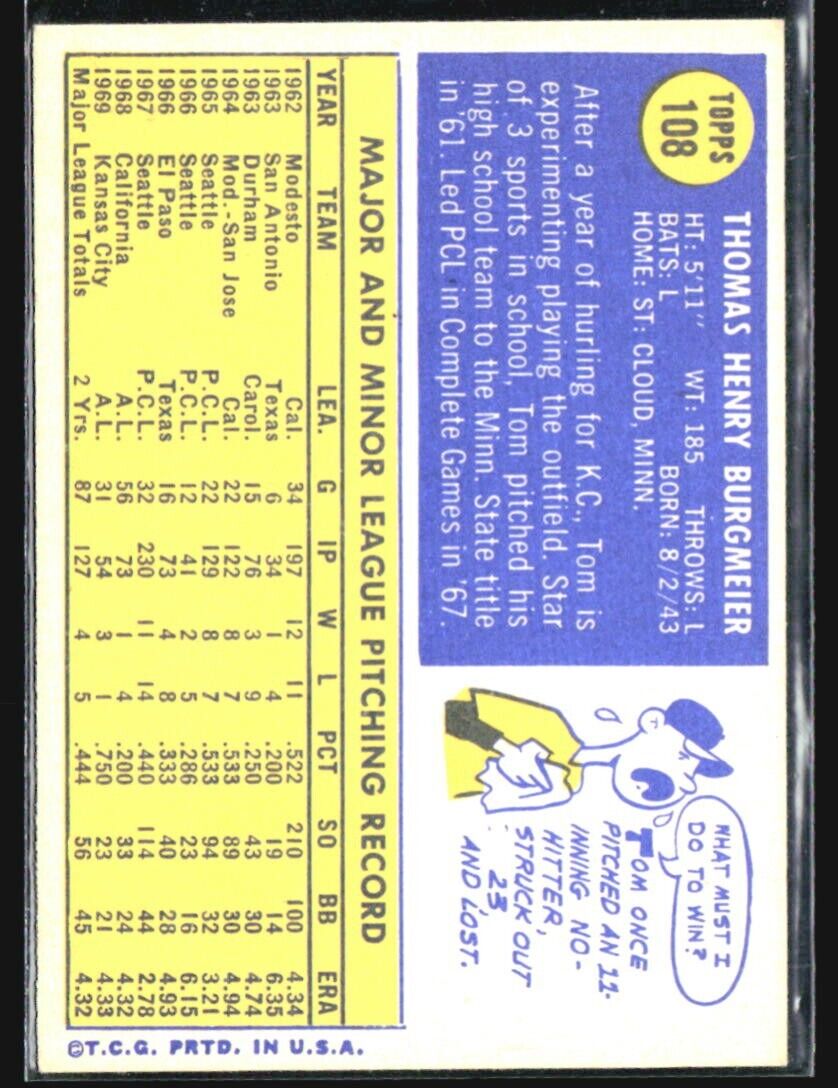 TOPPS
108
THOMAS HENRY BURGMEIER
HT: 5'11" WT: 185 THROWS: L
BATS: L BORN: 8/2/43
HOME: ST. CLOUD, MINN.
After a year of hurling for K.C., Tom is
experimenting playing the outfield. Star
of 3 sports in school, Tom pitched his
high school team to the Minn. State title
in '61. Led PCL in Complete Games in '67.
WHAT MUST I
DO TO WIN?
TOM ONCE
PITCHED AN 11-
INNING NO-
HITTER,
STRUCK OUT
23
AND LOST.
MAJOR AND MINOR LEAGUE PITCHING RECORD
YEAR TEAM LEA. G IP W L PCT SO BB ERA
1962 Modesto Cal. 34 197 12 11 .522 210 100 4.34
1963 San Antonio Texas 6 34 1 4 .200 19 14 6.35
1963 Durham Carol. 15 76 3 9 .250 43 30 4.74
1964 Mod.-San Jose Cal. 22 122 8 7 .533 89 30 4.94
1965 Seattle P.C.L. 22 129 8 7 .533 94 32 3.21
1966 Seattle P.C.L. 12 41 2 5 .286 23 16 6.15
1966 El Paso Texas 16 73 4 8 .333 40 28 4.93
1967 Seattle P.C.L. 32 230 11 14 .440 114 44 2.78
1968 California A.L. 56 73 1 4 .200 33 24 4.32
1969 Kansas City A.L. 31 54 3 1 .750 23 21 4.33
Major League Totals 2 Yrs. 87 127 4 5 .444 56 45 4.32
©T.C.G. PRTD. IN U.S.A.